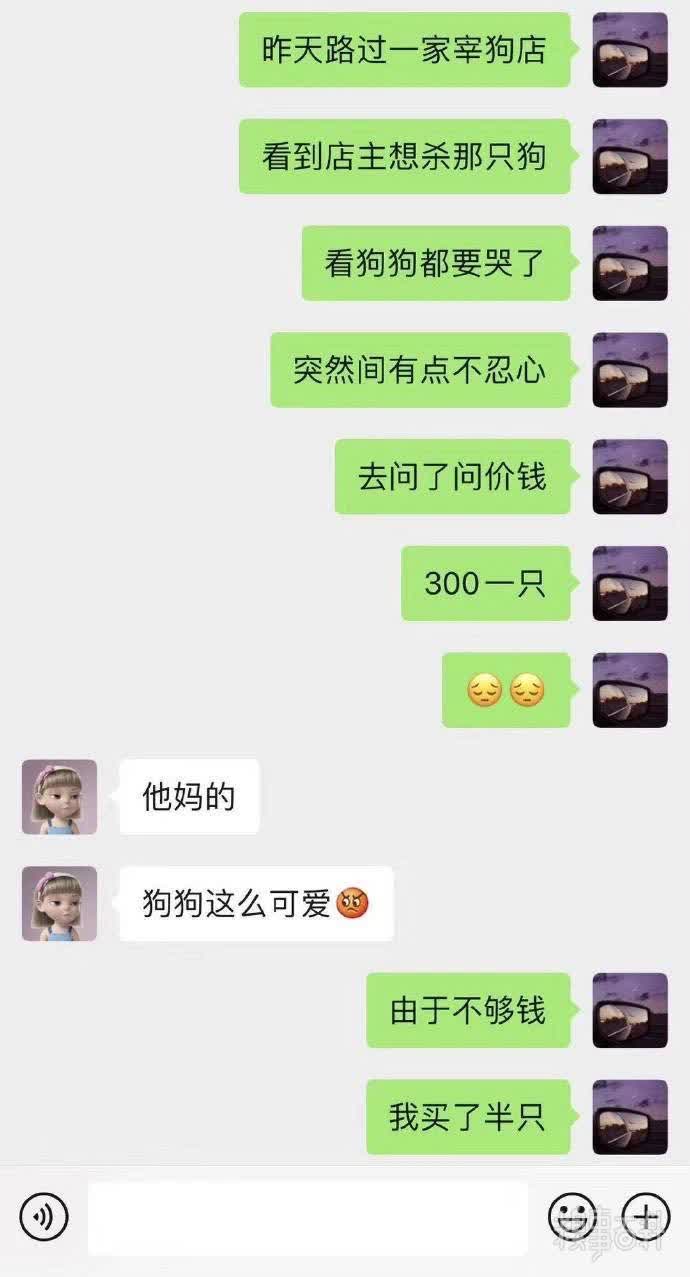 昨天路过一家宰狗店
看到店主想杀那只狗
看狗狗都要哭了
突然间有点不忍心
去问了问价钱
300一只
😔😔
他妈的
狗狗这么可爱😡
由于不够钱
我买了半只